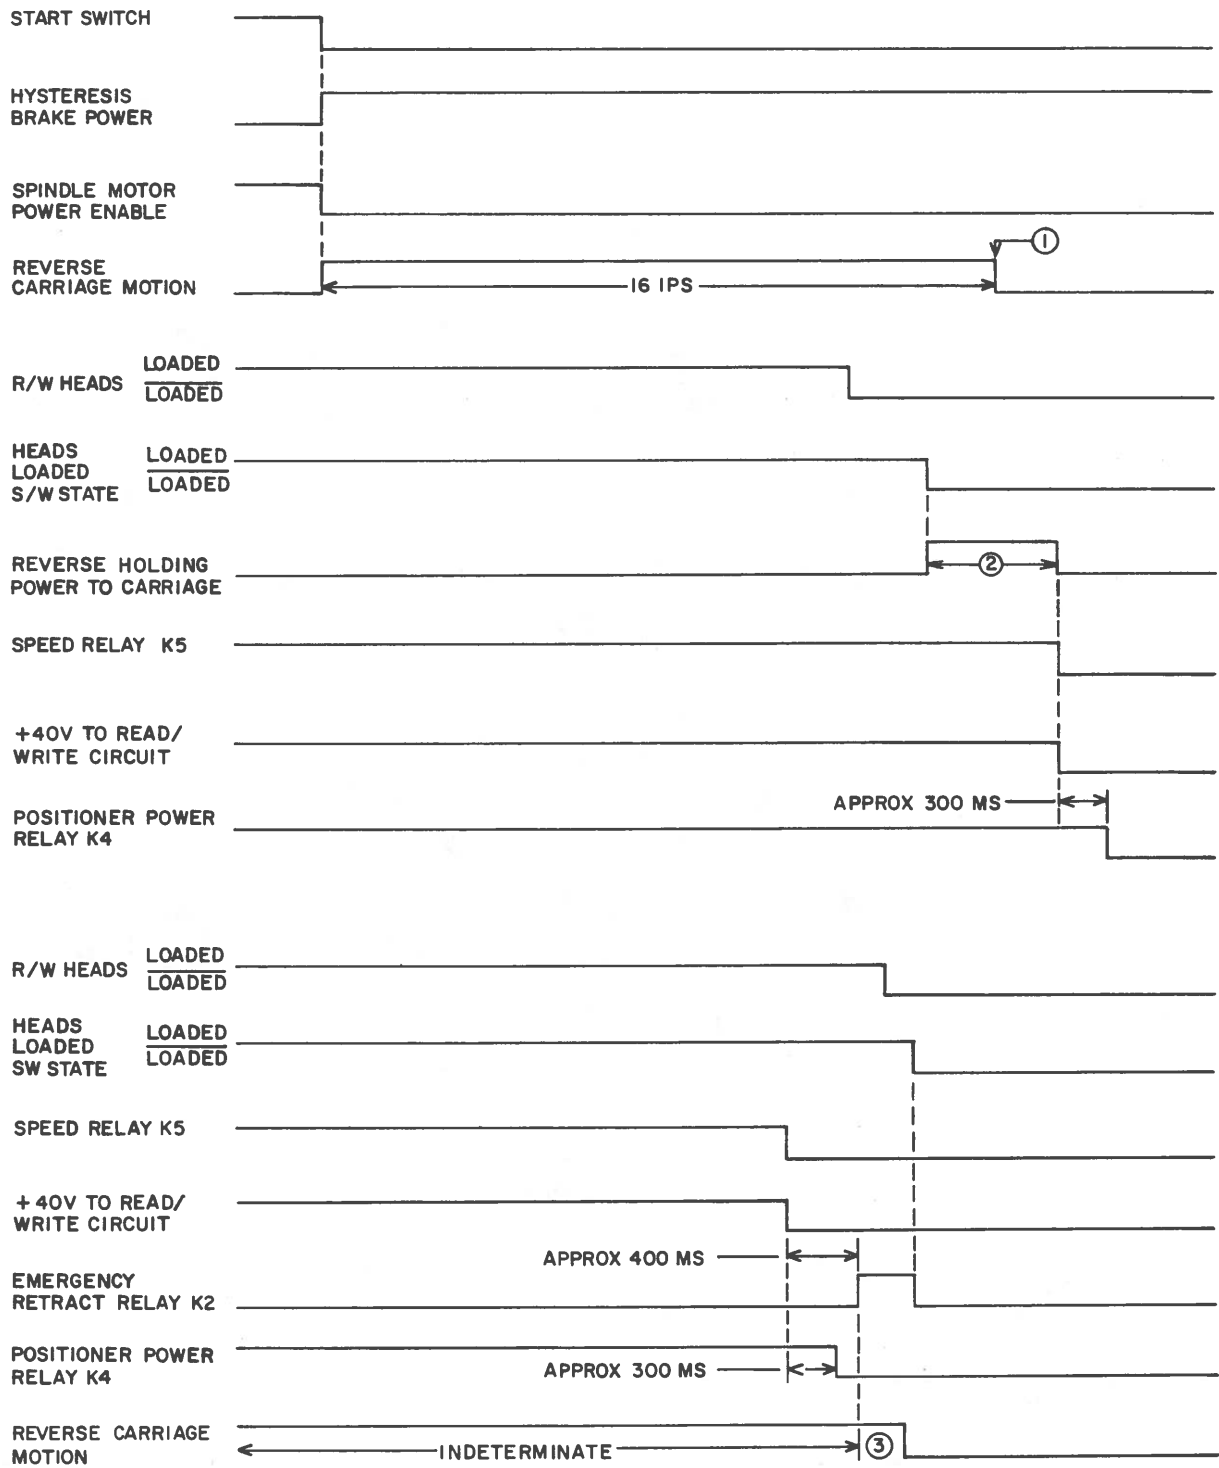 START SWITCH
HYSTERESIS
BRAKE POWER
SPINDLE MOTOR
POWER ENABLE
1
REVERSE
CARRIAGE MOTION
16 IPS
R/W HEADS
LOADED
LOADED
HEADS
LOADED
S/W STATE
LOADED
LOADED
REVERSE HOLDING
POWER TO CARRIAGE
2
SPEED RELAY K5
+40V TO READ/
WRITE CIRCUIT
APPROX 300 MS
POSITIONER POWER
RELAY K4
R/W HEADS
LOADED
LOADED
HEADS
LOADED
SW STATE
LOADED
LOADED
SPEED RELAY K5
+40V TO READ/
WRITE CIRCUIT
APPROX 400 MS
EMERGENCY
RETRACT RELAY K2
POSITIONER POWER
RELAY K4
APPROX 300 MS
REVERSE CARRIAGE
MOTION
INDETERMINATE
3